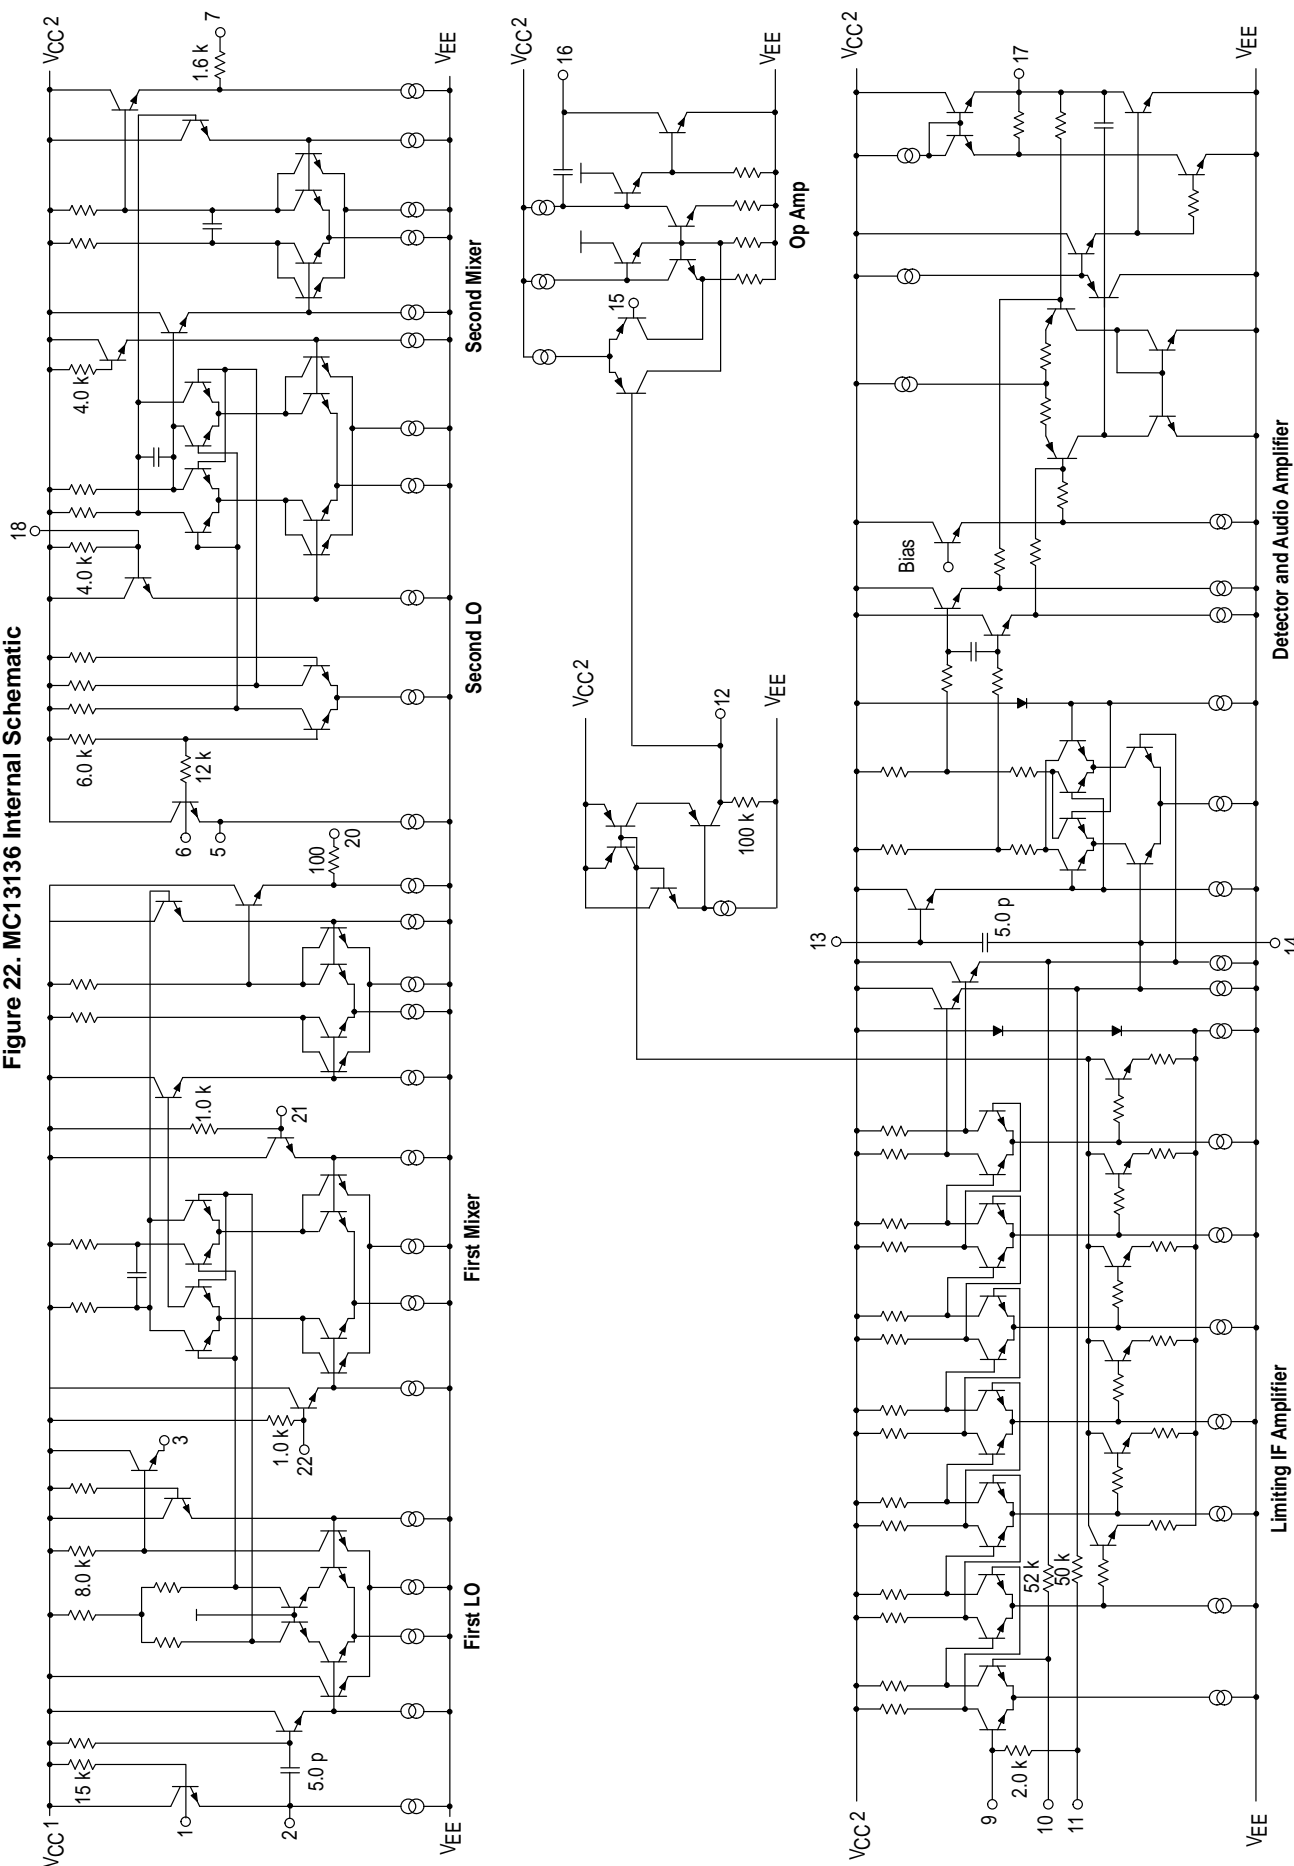 Figure 22. MC13136 Internal Schematic
VCC1
VCC2
15 k
8.0 k
1.0 k
1.0 k
6.0 k
12 k
4.0 k
4.0 k
18
1.6 k
7
1
2
5.0 p
3
22
21
100
20
6
5
VEE
VEE
First LO
First Mixer
Second LO
Second Mixer
VCC2
VCC2
16
15
12
100 k
VEE
VEE
Op Amp
VCC2
VCC2
13
5.0 p
14
Bias
17
9
2.0 k
10
11
52 k
50 k
VEE
VEE
Limiting IF Amplifier
Detector and Audio Amplifier